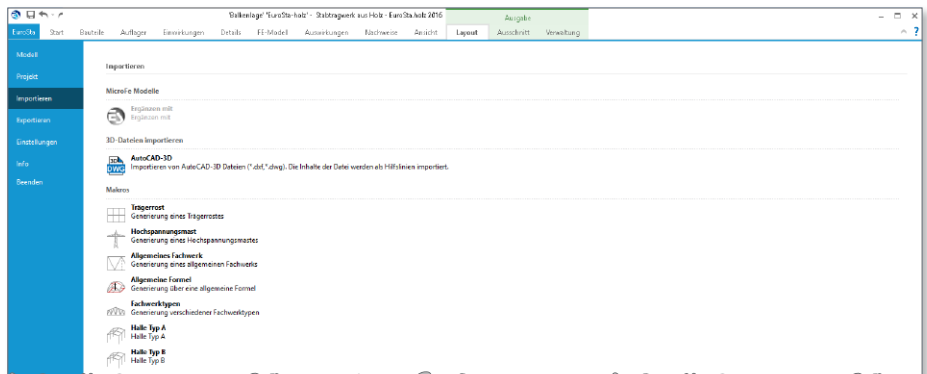 'Balkenlage' 'EuroSta-holz' - Stabtragwerk aus Holz - EuroSta.holz 2016
Ausgabe
EuroSta Start Bauteile Auflager Einwirkungen Details FE-Modell Auswirkungen Nachweise Ansicht Layout Ausschnitt Verwaltung
Modell
Projekt
Importieren
Exportieren
Einstellungen
Info
Beenden
Importieren
MicroFe Modelle
Ergänzen mit
Ergänzen mit
3D-Dateien importieren
AutoCAD-3D
Importieren von AutoCAD-3D Dateien (*.dxf,*.dwg). Die Inhalte der Datei werden als Hilfslinien importiert.
Makros
Trägerrost
Generierung eines Trägerrostes
Hochspannungsmast
Generierung eines Hochspannungsmastes
Allgemeines Fachwerk
Generierung eines allgemeinen Fachwerks
Allgemeine Formel
Generierung über eine allgemeine Formel
Fachwerktypen
Generierung verschiedener Fachwerktypen
Halle Typ A
Halle Typ A
Halle Typ B
Halle Typ B